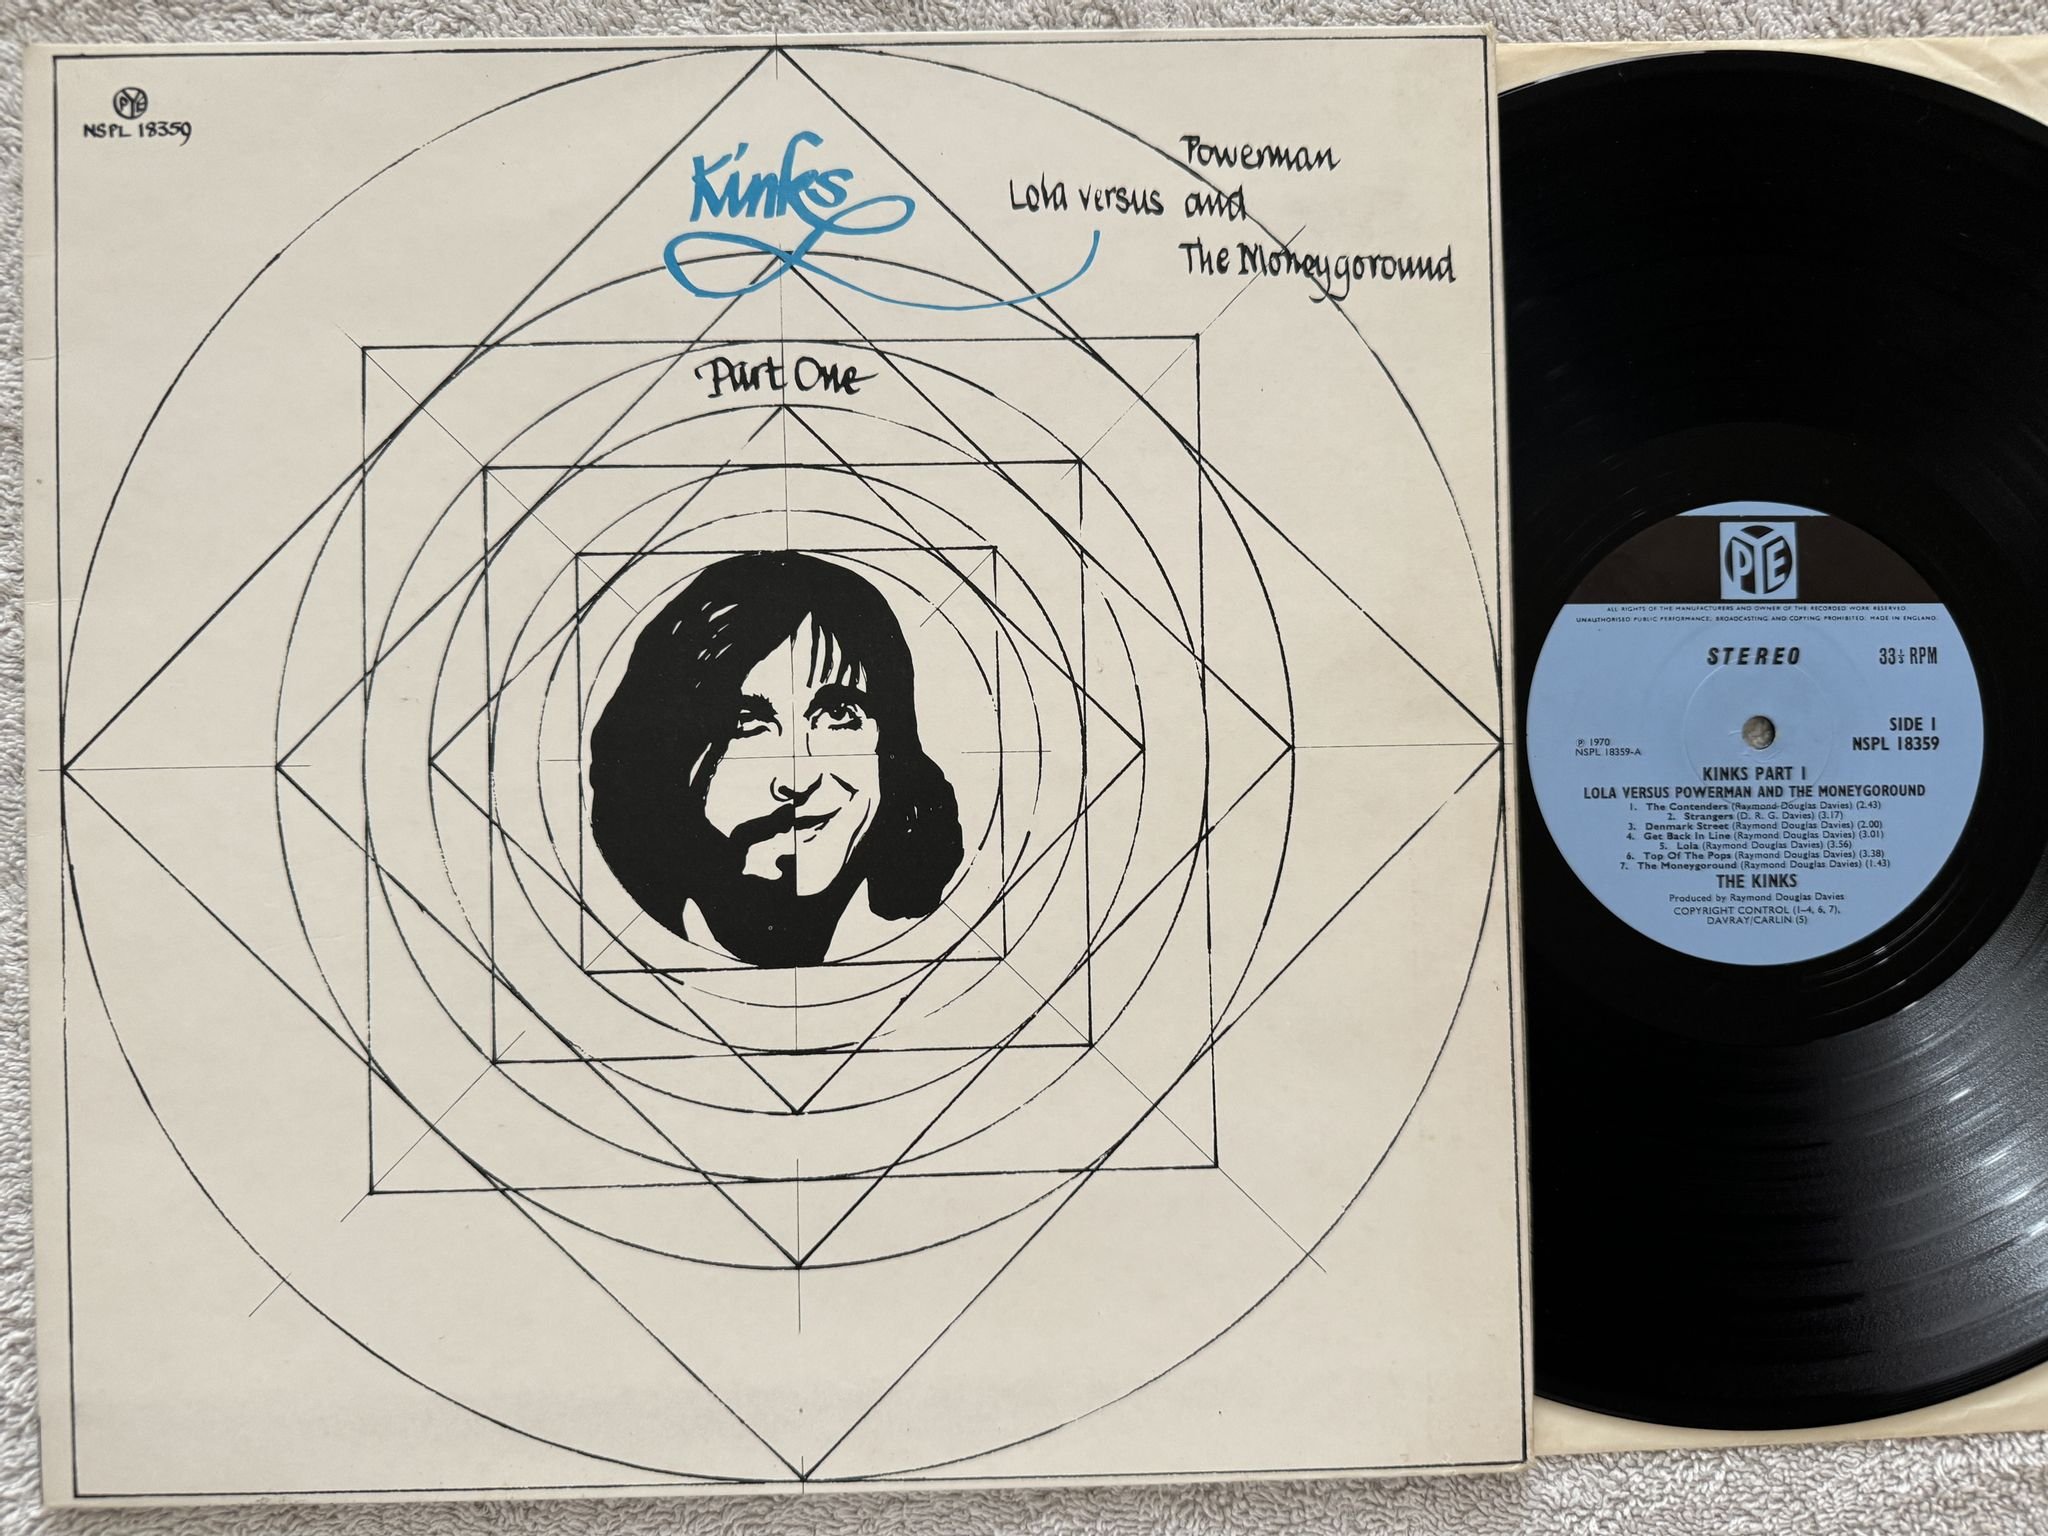 PYE
NSPL 18359
Kinks
Lola versus Powerman and The Moneygoround
Part One
PYE
ALL RIGHTS OF THE MANUFACTURERS AND OWNER OF THE RECORDED WORK RESERVED.
UNAUTHORISED PUBLIC PERFORMANCE, BROADCASTING AND COPYING PROHIBITED. MADE IN ENGLAND.
STEREO 33⅓ RPM
SIDE 1
℗ 1970 NSPL 18359
NSPL 18359-A
KINKS PART 1
LOLA VERSUS POWERMAN AND THE MONEYGOROUND
1. The Contenders (Raymond Douglas Davies) (2.43)
2. Strangers (D. R. G. Davies) (3.17)
3. Denmark Street (Raymond Douglas Davies) (2.00)
4. Get Back In Line (Raymond Douglas Davies) (3.01)
5. Lola (Raymond Douglas Davies) (3.56)
6. Top Of The Pops (Raymond Douglas Davies) (3.38)
7. The Moneygoround (Raymond Douglas Davies) (1.43)
THE KINKS
Produced by Raymond Douglas Davies
COPYRIGHT CONTROL (1-4, 6, 7),
DAVRAY/CARLIN (5)